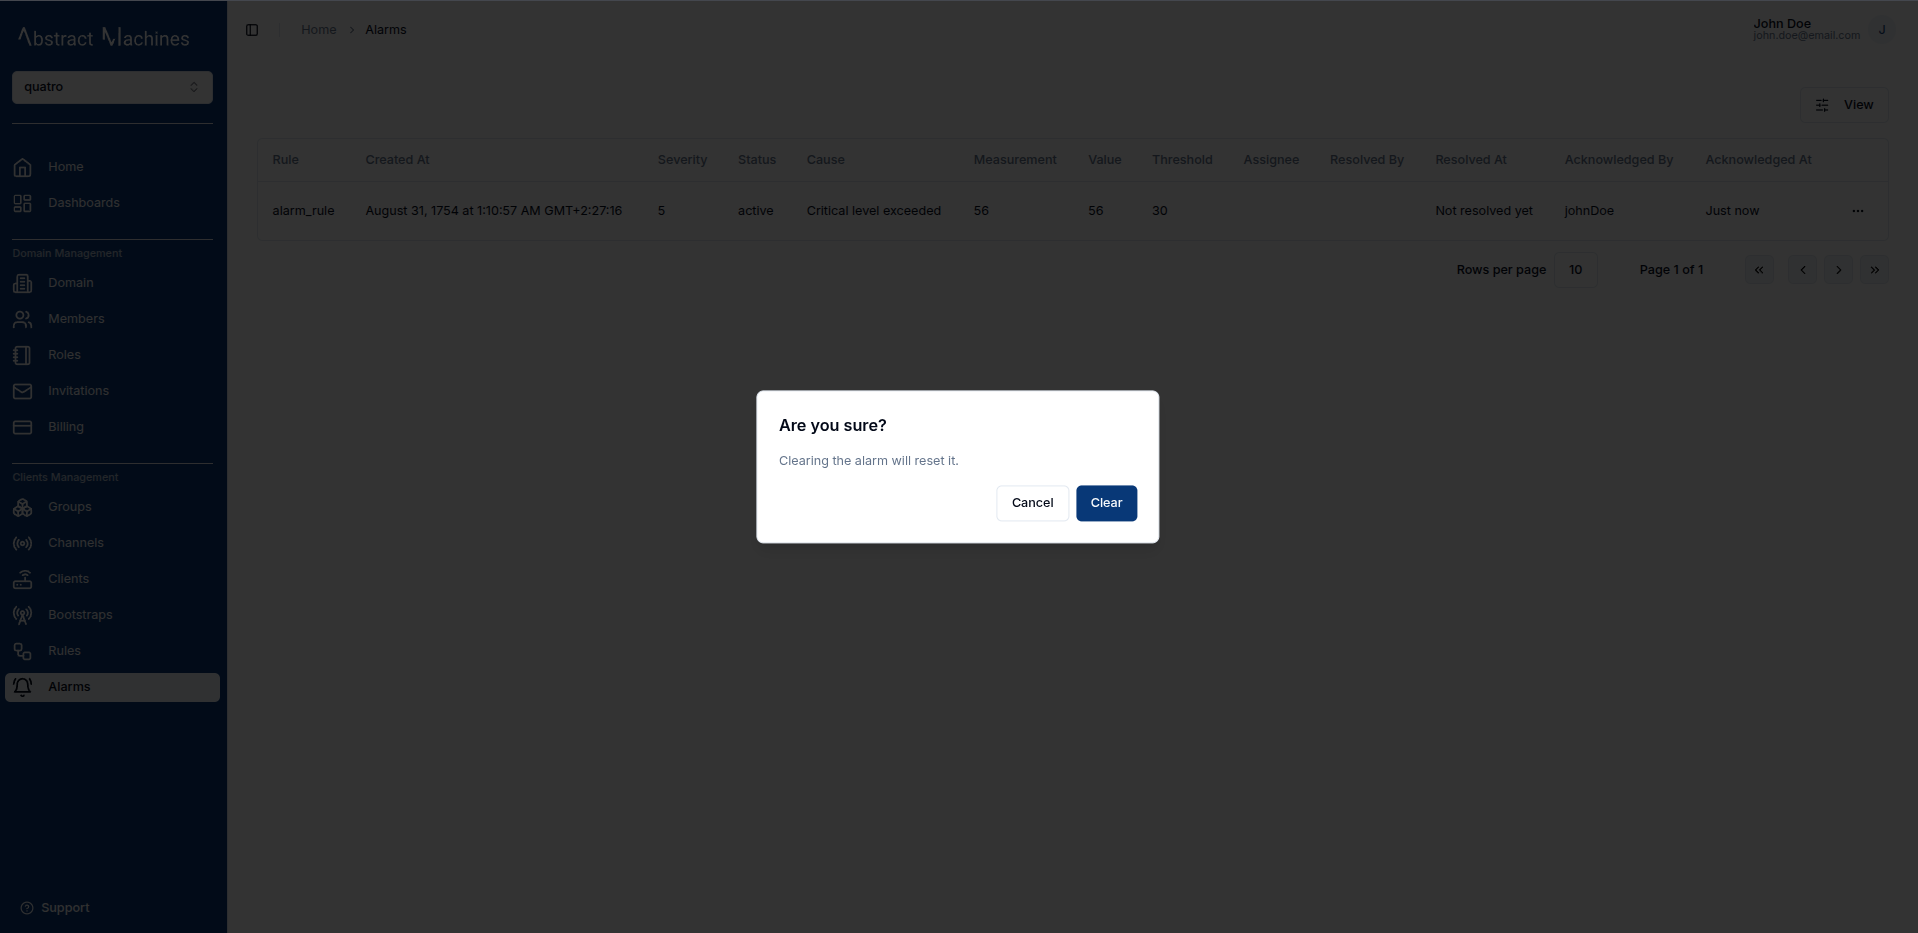 Abstract Machines
quatro
Home
Dashboards
Domain Management
Domain
Members
Roles
Invitations
Billing
Clients Management
Groups
Channels
Clients
Bootstraps
Rules
Alarms
Support
Home > Alarms
John Doe
john.doe@email.com
J
View
Rule Created At Severity Status Cause Measurement Value Threshold Assignee Resolved By Resolved At Acknowledged By Acknowledged At
alarm_rule August 31, 1754 at 1:10:57 AM GMT+2:27:16 5 active Critical level exceeded 56 56 30 Not resolved yet johnDoe Just now ...
Rows per page 10 Page 1 of 1 « ‹ › »
Are you sure?
Clearing the alarm will reset it.
Cancel Clear